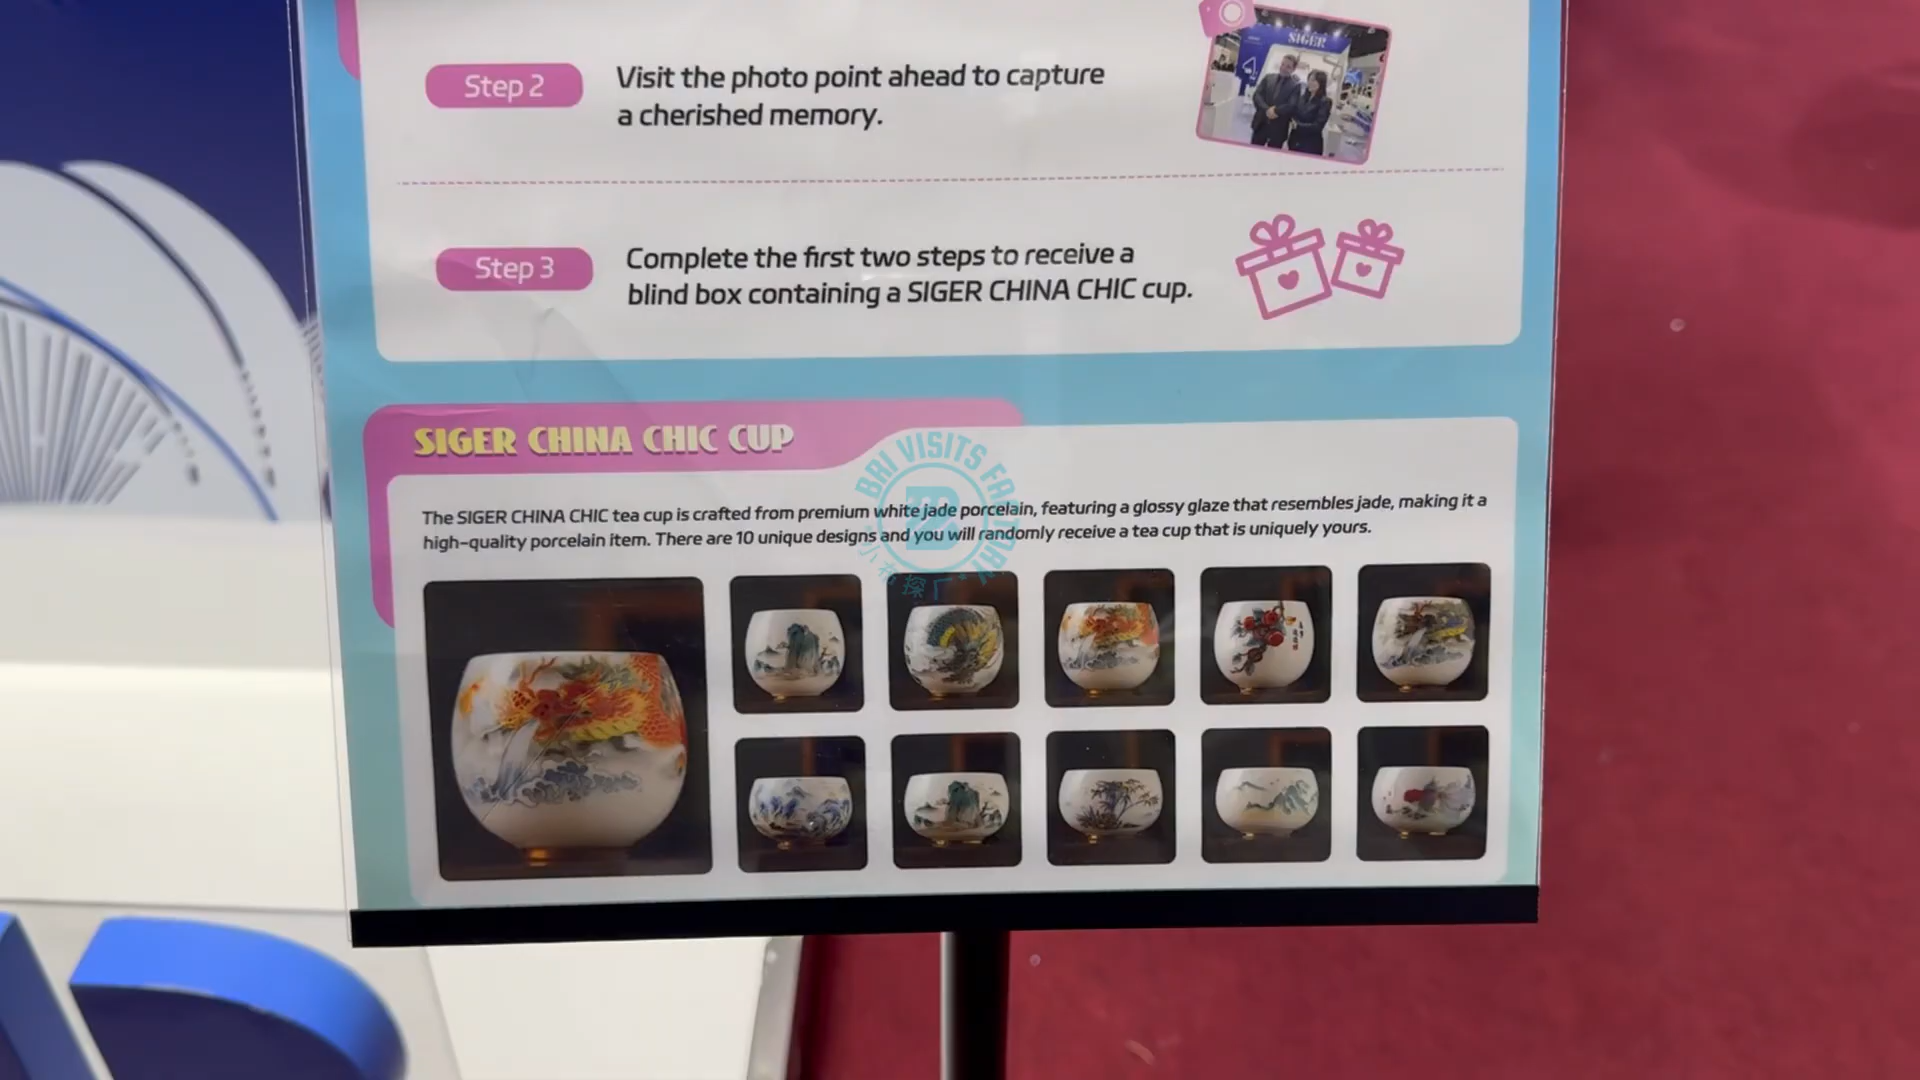 SIGER
Step 2
Visit the photo point ahead to capture
a cherished memory.
Step 3
Complete the first two steps to receive a
blind box containing a SIGER CHINA CHIC cup.
SIGER CHINA CHIC CUP
BRI VISITS FACTORY
小布探厂
The SIGER CHINA CHIC tea cup is crafted from premium white jade porcelain, featuring a glossy glaze that resembles jade, making it a
high-quality porcelain item. There are 10 unique designs and you will randomly receive a tea cup that is uniquely yours.